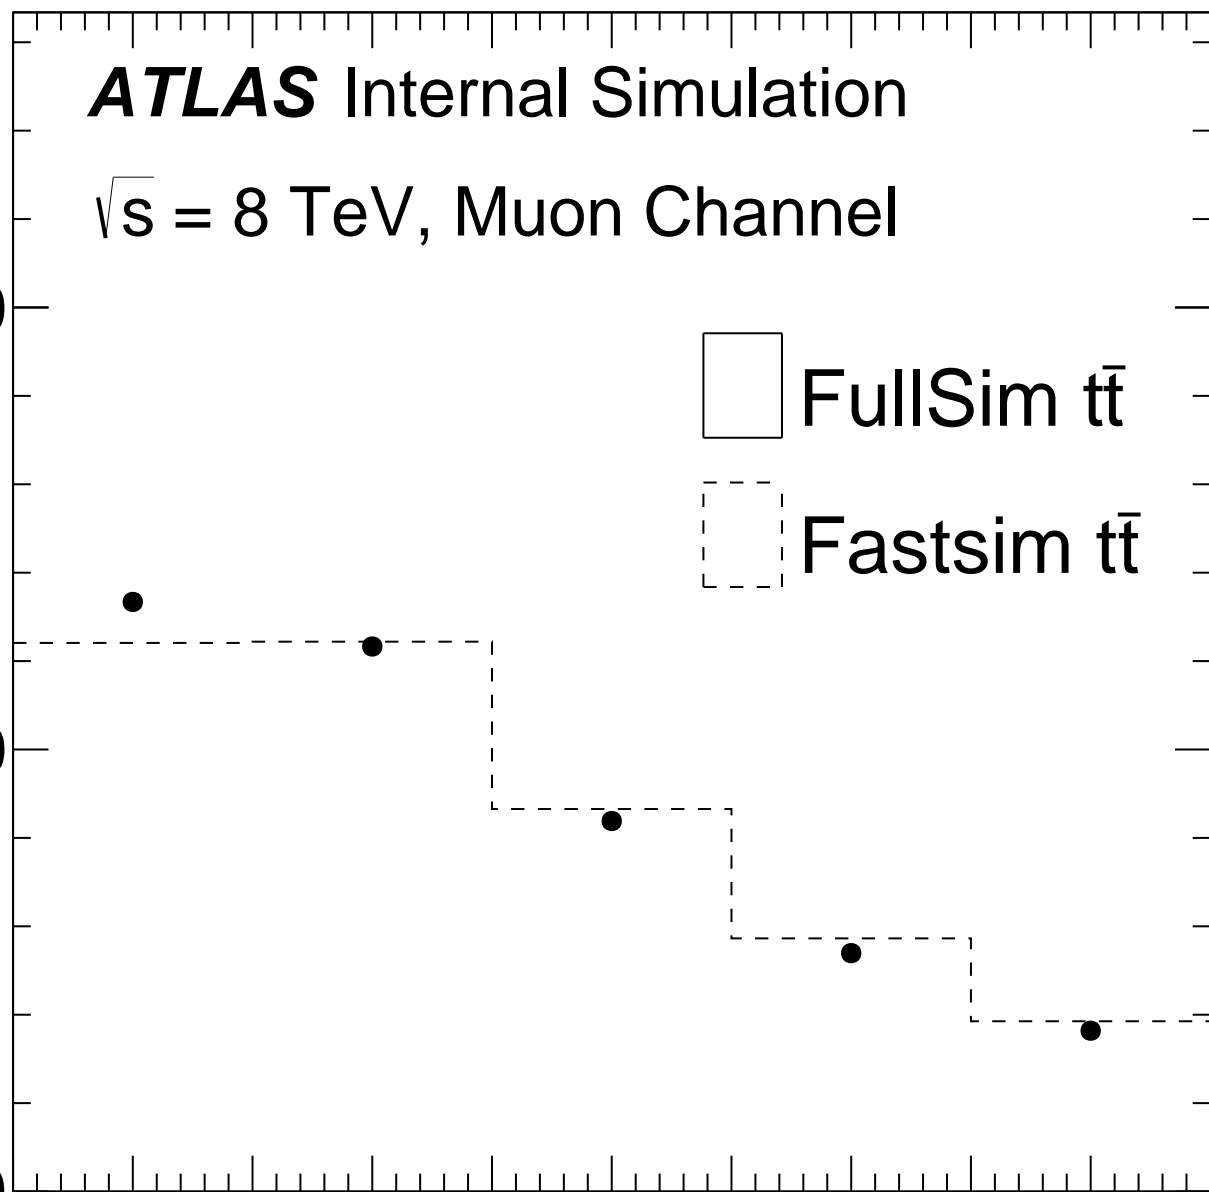 ATLAS Internal Simulation
√s = 8 TeV, Muon Channel
FullSim tt̄
Fastsim tt̄